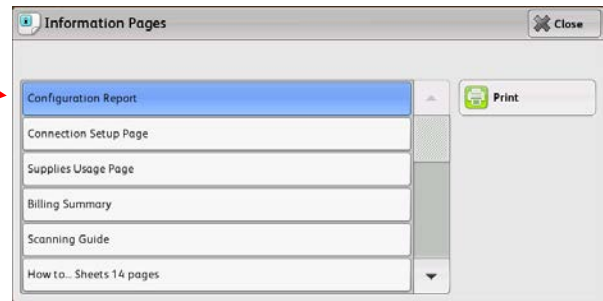 Information Pages
Close
Configuration Report
Print
Connection Setup Page
Supplies Usage Page
Billing Summary
Scanning Guide
How to... Sheets 14 pages